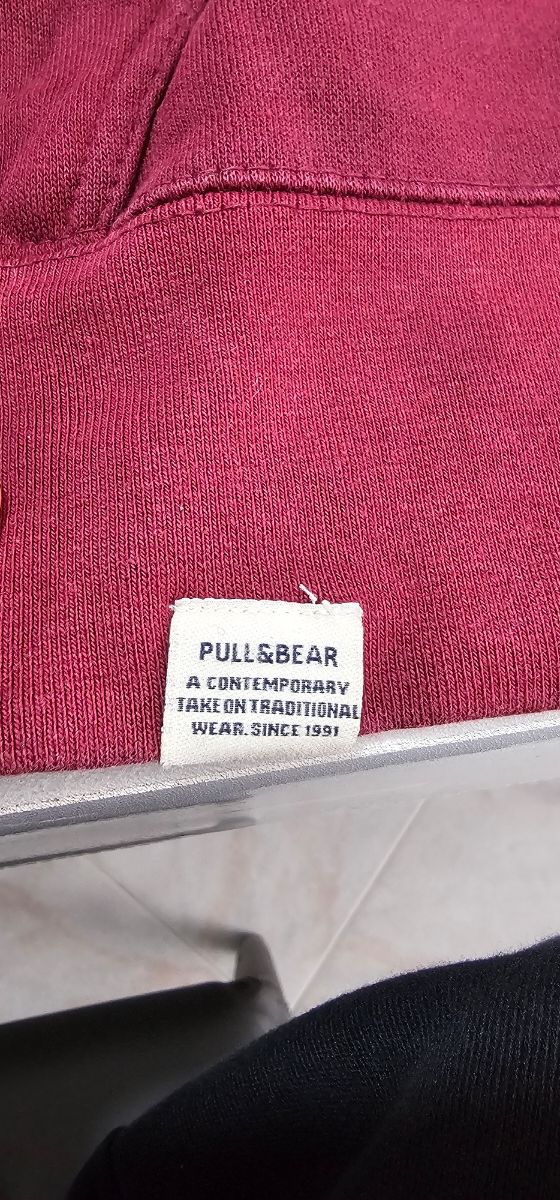 PULL&BEAR
A CONTEMPORARY
TAKE ON TRADITIONAL
WEAR. SINCE 1991